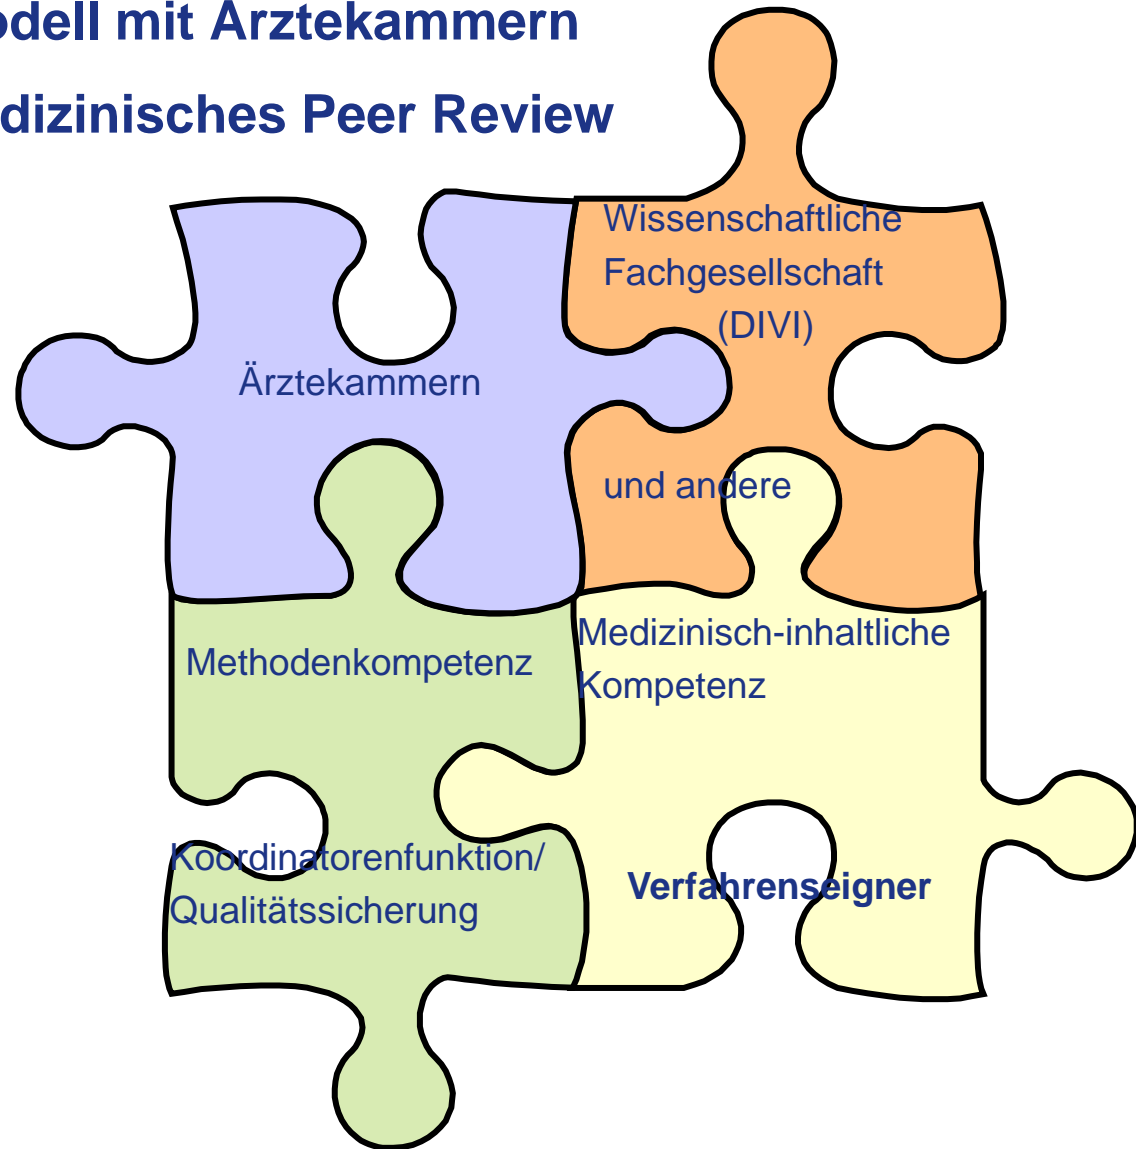 odell mit Ärztekammern
dizinisches Peer Review
Wissenschaftliche
Fachgesellschaft
(DIVI)
Ärztekammern
und andere
Methodenkompetenz
Medizinisch-inhaltliche
Kompetenz
Koordinatorenfunktion/
Qualitätssicherung
Verfahrenseigner